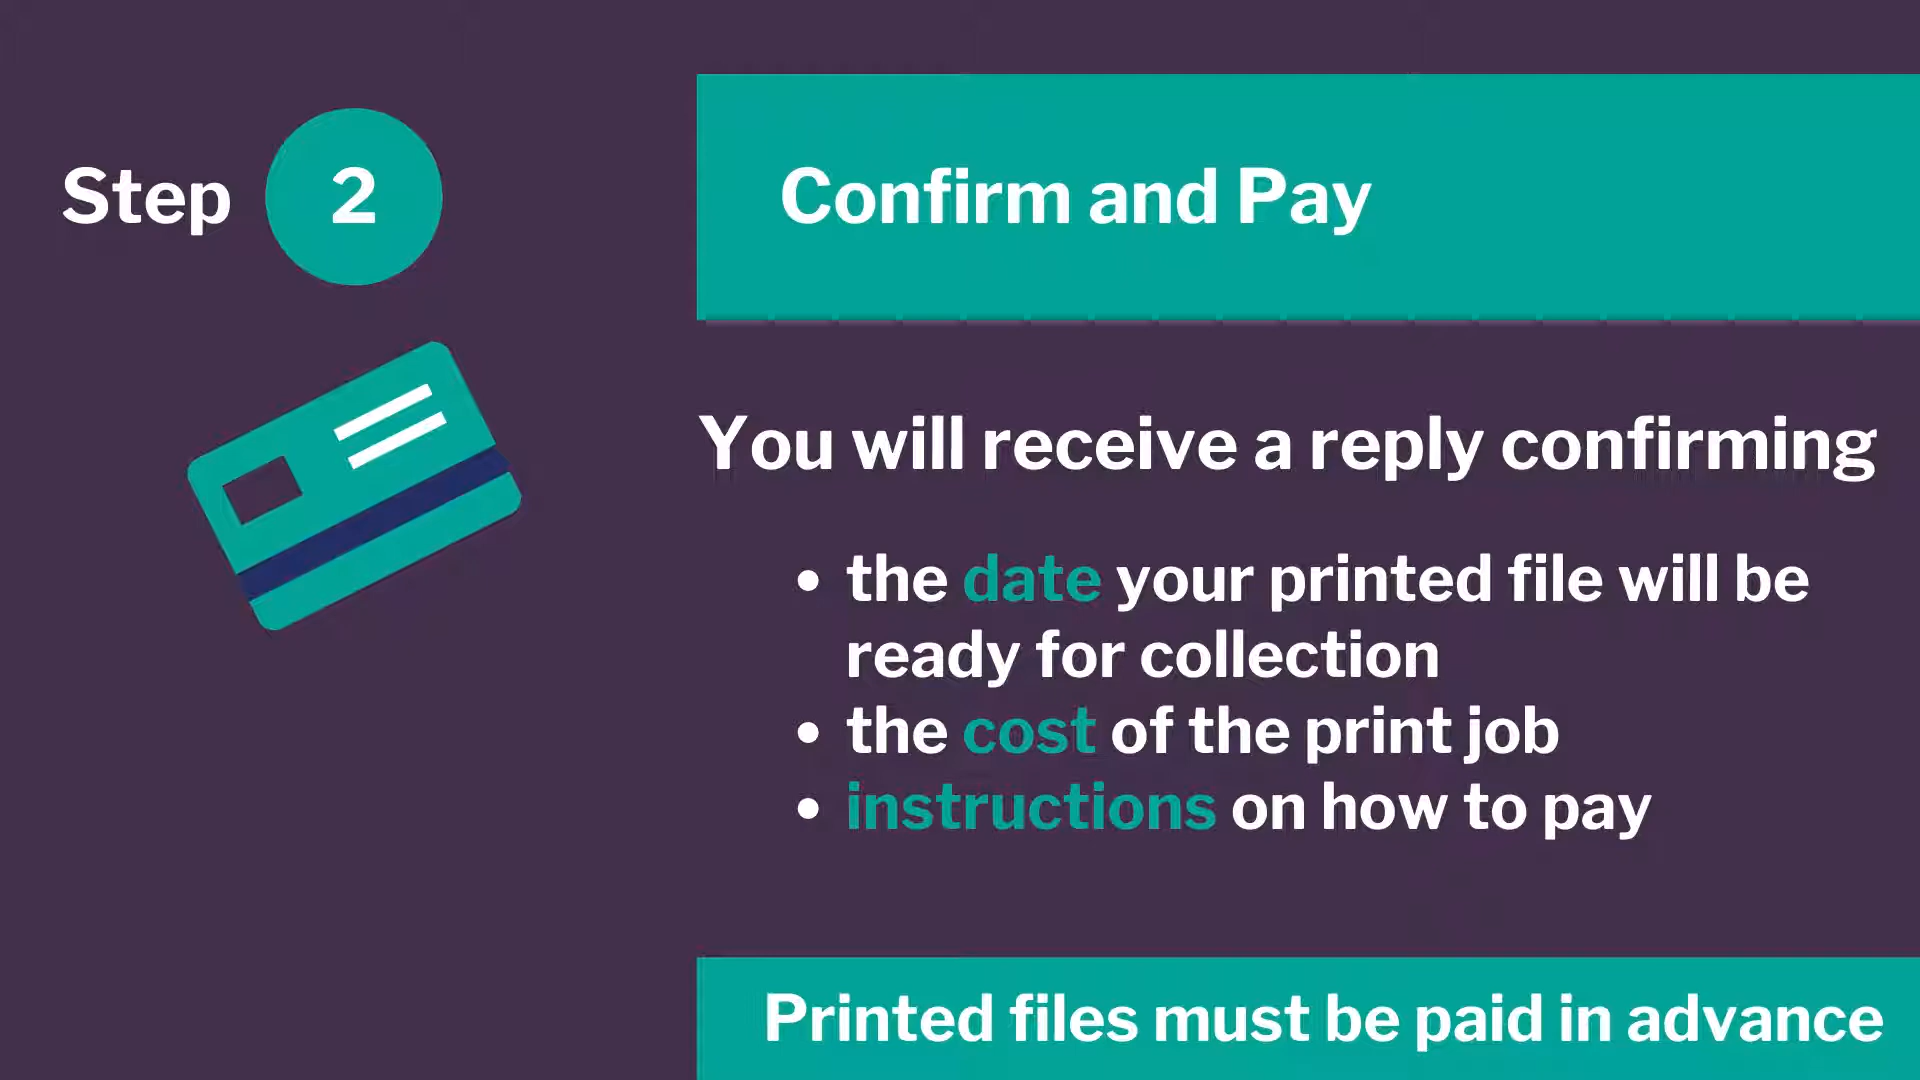 Step 2
Confirm and Pay
You will receive a reply confirming
• the date your printed file will be
ready for collection
• the cost of the print job
• instructions on how to pay
Printed files must be paid in advance